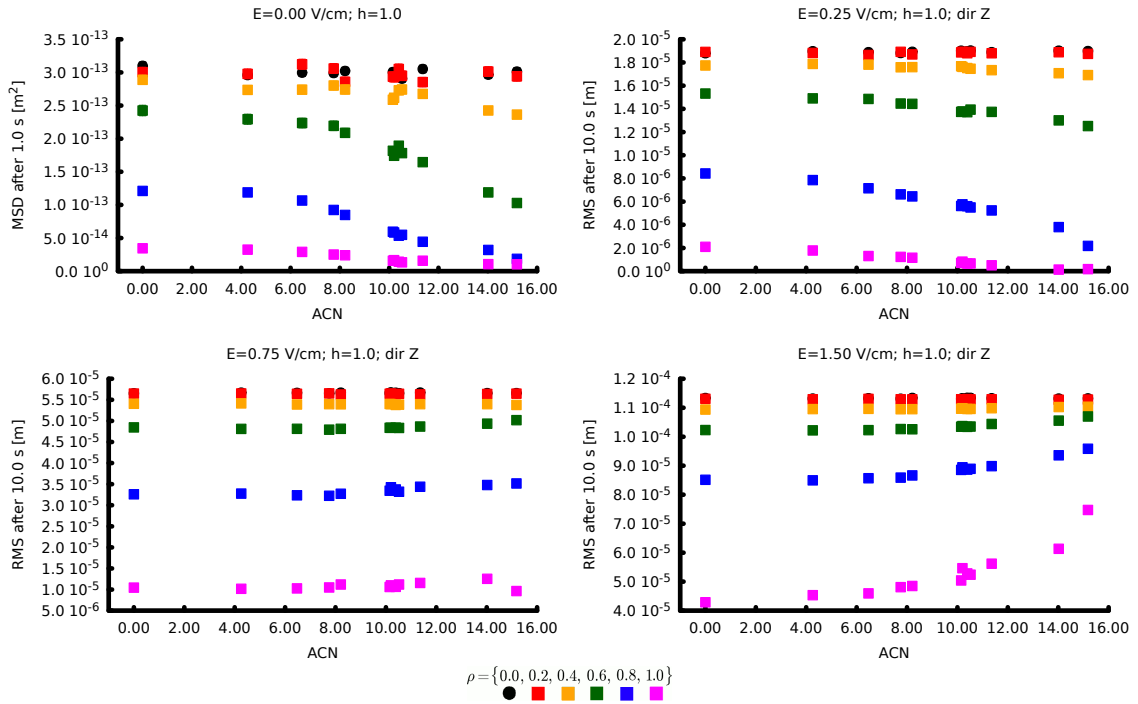 E=0.00 V/cm; h=1.0
MSD after 1.0 s [m²]
3.5 10⁻¹³
3.0 10⁻¹³
2.5 10⁻¹³
2.0 10⁻¹³
1.5 10⁻¹³
1.0 10⁻¹³
5.0 10⁻¹⁴
0.0 10⁰
0.00 2.00 4.00 6.00 8.00 10.00 12.00 14.00 16.00
ACN
E=0.25 V/cm; h=1.0; dir Z
RMS after 10.0 s [m]
2.0 10⁻⁵
1.8 10⁻⁵
1.6 10⁻⁵
1.4 10⁻⁵
1.2 10⁻⁵
1.0 10⁻⁵
8.0 10⁻⁶
6.0 10⁻⁶
4.0 10⁻⁶
2.0 10⁻⁶
0.0 10⁰
0.00 2.00 4.00 6.00 8.00 10.00 12.00 14.00 16.00
ACN
E=0.75 V/cm; h=1.0; dir Z
RMS after 10.0 s [m]
6.0 10⁻⁵
5.5 10⁻⁵
5.0 10⁻⁵
4.5 10⁻⁵
4.0 10⁻⁵
3.5 10⁻⁵
3.0 10⁻⁵
2.5 10⁻⁵
2.0 10⁻⁵
1.5 10⁻⁵
1.0 10⁻⁵
5.0 10⁻⁶
0.00 2.00 4.00 6.00 8.00 10.00 12.00 14.00 16.00
ACN
E=1.50 V/cm; h=1.0; dir Z
RMS after 10.0 s [m]
1.2 10⁻⁴
1.1 10⁻⁴
1.0 10⁻⁴
9.0 10⁻⁵
8.0 10⁻⁵
7.0 10⁻⁵
6.0 10⁻⁵
5.0 10⁻⁵
4.0 10⁻⁵
0.00 2.00 4.00 6.00 8.00 10.00 12.00 14.00 16.00
ACN
ρ={0.0, 0.2, 0.4, 0.6, 0.8, 1.0}